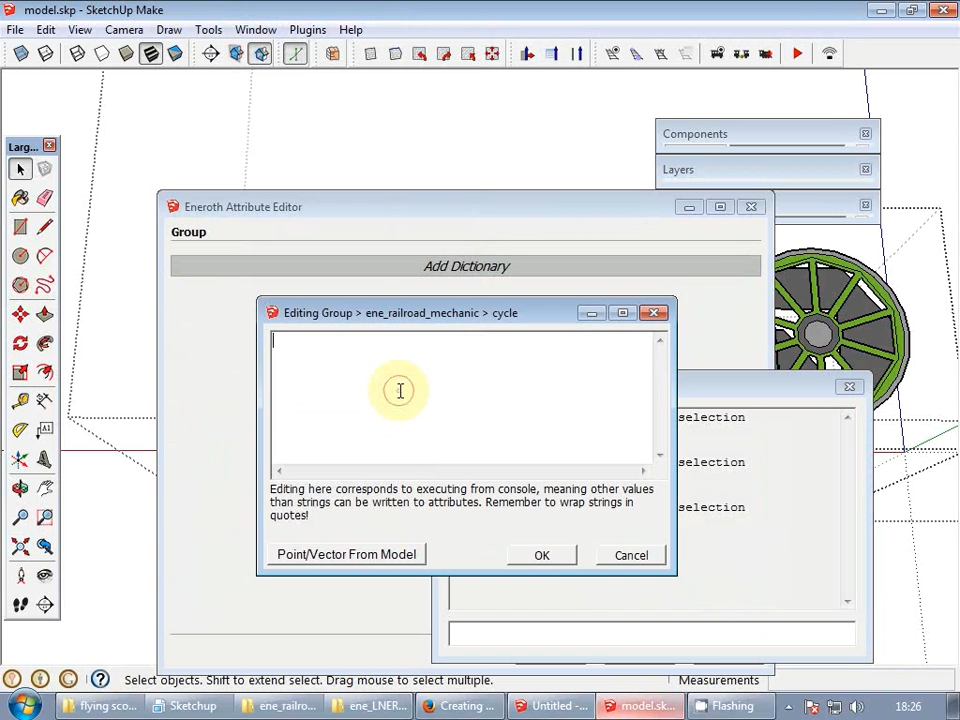 model.skp - SketchUp Make
File Edit View Camera Draw Tools Window Plugins Help
Larg...
Components
Layers
Eneroth Attribute Editor
Group
Add Dictionary
Editing Group > ene_railroad_mechanic > cycle
selection
selection
selection
Editing here corresponds to executing from console, meaning other values
than strings can be written to attributes. Remember to wrap strings in
quotes!
Point/Vector From Model
OK
Cancel
Select objects. Shift to extend select. Drag mouse to select multiple.
Measurements
flying sco...
Sketchup
ene_railro...
ene_LNER...
Creating ...
Untitled -...
model.sk...
Flashing
18:26